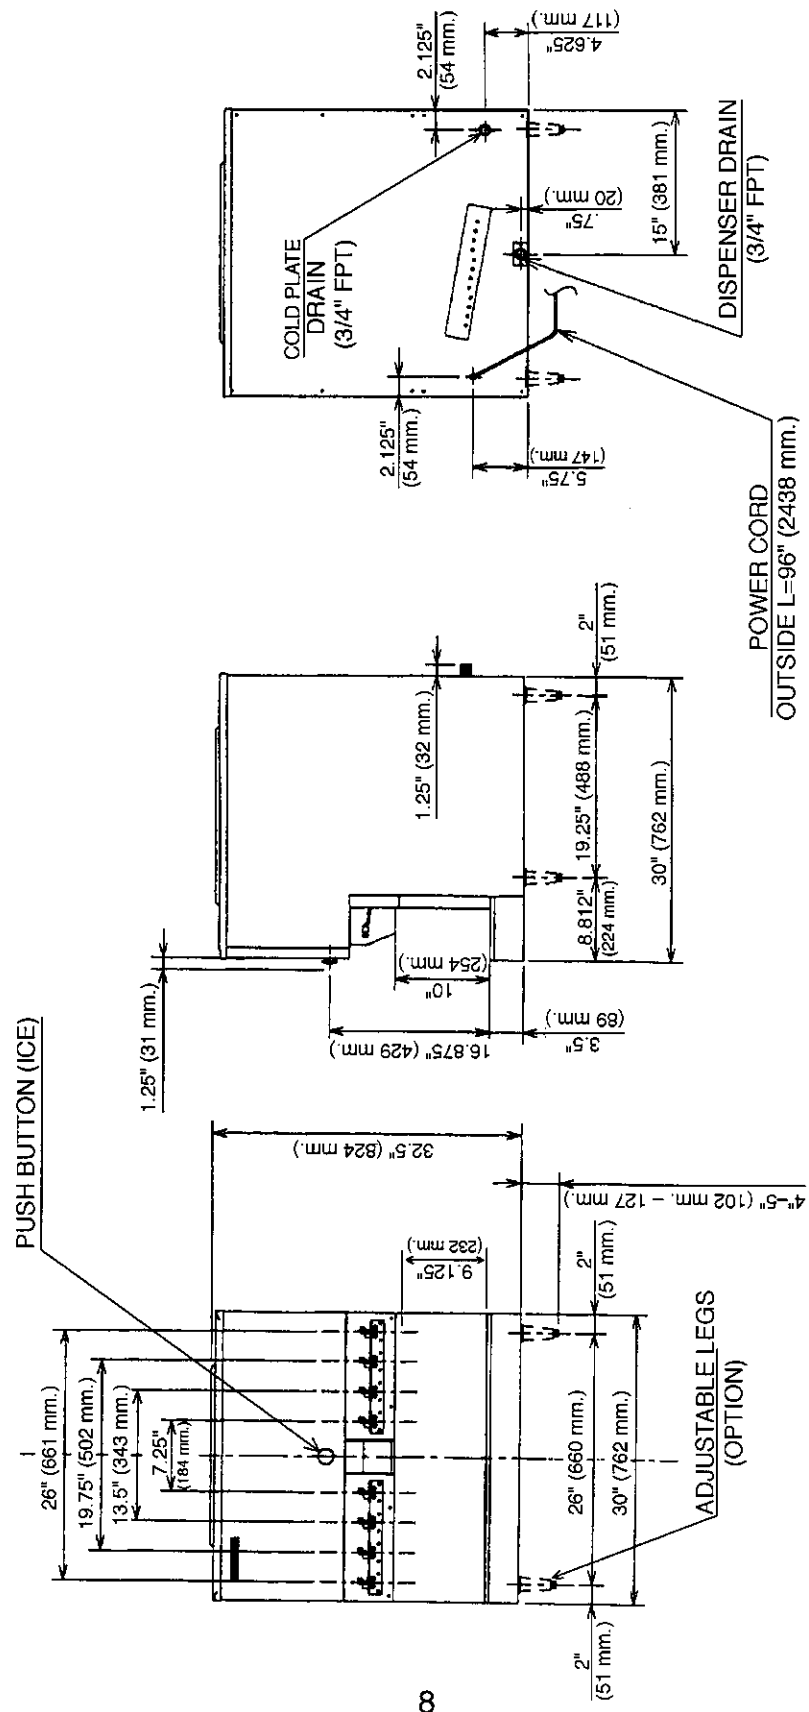 PUSH BUTTON (ICE)
26" (661 mm.)
19.75" (502 mm.)
13.5" (343 mm.)
7.25"
(184 mm.)
32.5" (824 mm.)
9.125"
(232 mm.)
4"-5" (102 mm. - 127 mm.)
2"
(51 mm.)
26" (660 mm.)
30" (762 mm.)
2"
(51 mm.)
ADJUSTABLE LEGS
(OPTION)
1.25" (31 mm.)
16.875" (429 mm.)
10"
(254 mm.)
3.5"
(89 mm.)
1.25" (32 mm.)
8.812"
(224 mm.)
19.25" (488 mm.)
2"
(51 mm.)
30" (762 mm.)
COLD PLATE
DRAIN
(3/4" FPT)
2.125"
(54 mm.)
5.75"
(147 mm.)
2.125"
(54 mm.)
4.625"
(117 mm.)
.75"
(20 mm.)
15" (381 mm.)
DISPENSER DRAIN
(3/4" FPT)
POWER CORD
OUTSIDE L=96" (2438 mm.)
8